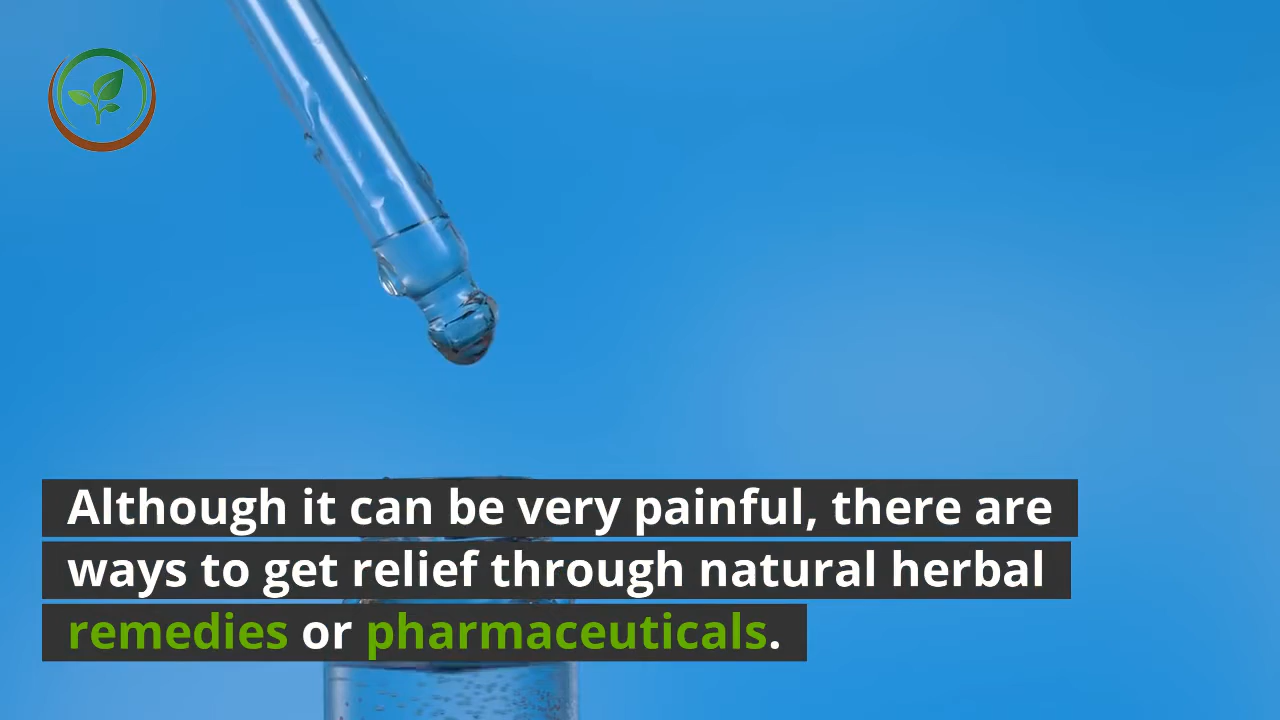 Although it can be very painful, there are
ways to get relief through natural herbal
remedies or pharmaceuticals.